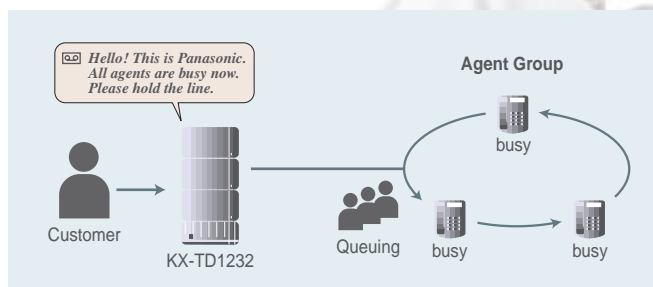 Hello! This is Panasonic.
All agents are busy now.
Please hold the line.
Agent Group
busy
Customer
KX-TD1232
Queuing
busy
busy